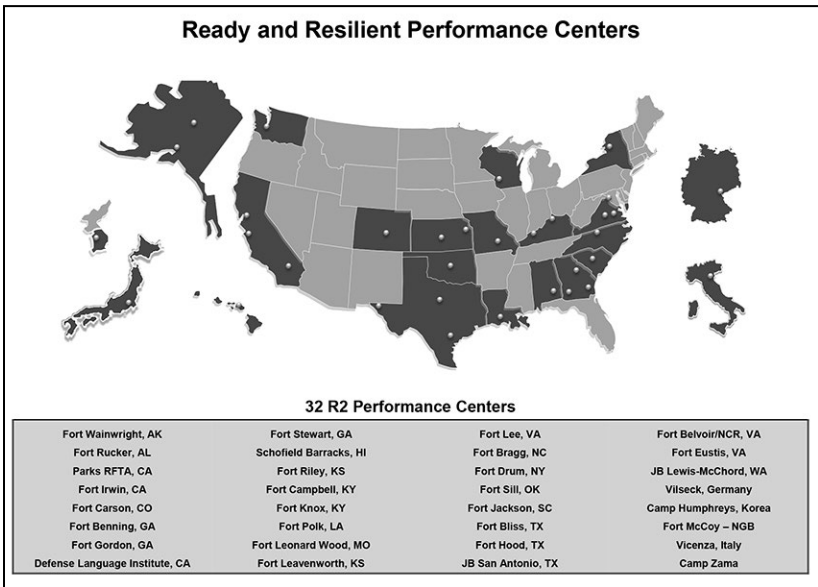 Ready and Resilient Performance Centers
32 R2 Performance Centers
Fort Wainwright, AK
Fort Rucker, AL
Parks RFTA, CA
Fort Irwin, CA
Fort Carson, CO
Fort Benning, GA
Fort Gordon, GA
Defense Language Institute, CA
Fort Stewart, GA
Schofield Barracks, HI
Fort Riley, KS
Fort Campbell, KY
Fort Knox, KY
Fort Polk, LA
Fort Leonard Wood, MO
Fort Leavenworth, KS
Fort Lee, VA
Fort Bragg, NC
Fort Drum, NY
Fort Sill, OK
Fort Jackson, SC
Fort Bliss, TX
Fort Hood, TX
JB San Antonio, TX
Fort Belvoir/NCR, VA
Fort Eustis, VA
JB Lewis-McChord, WA
Vilseck, Germany
Camp Humphreys, Korea
Fort McCoy – NGB
Vicenza, Italy
Camp Zama